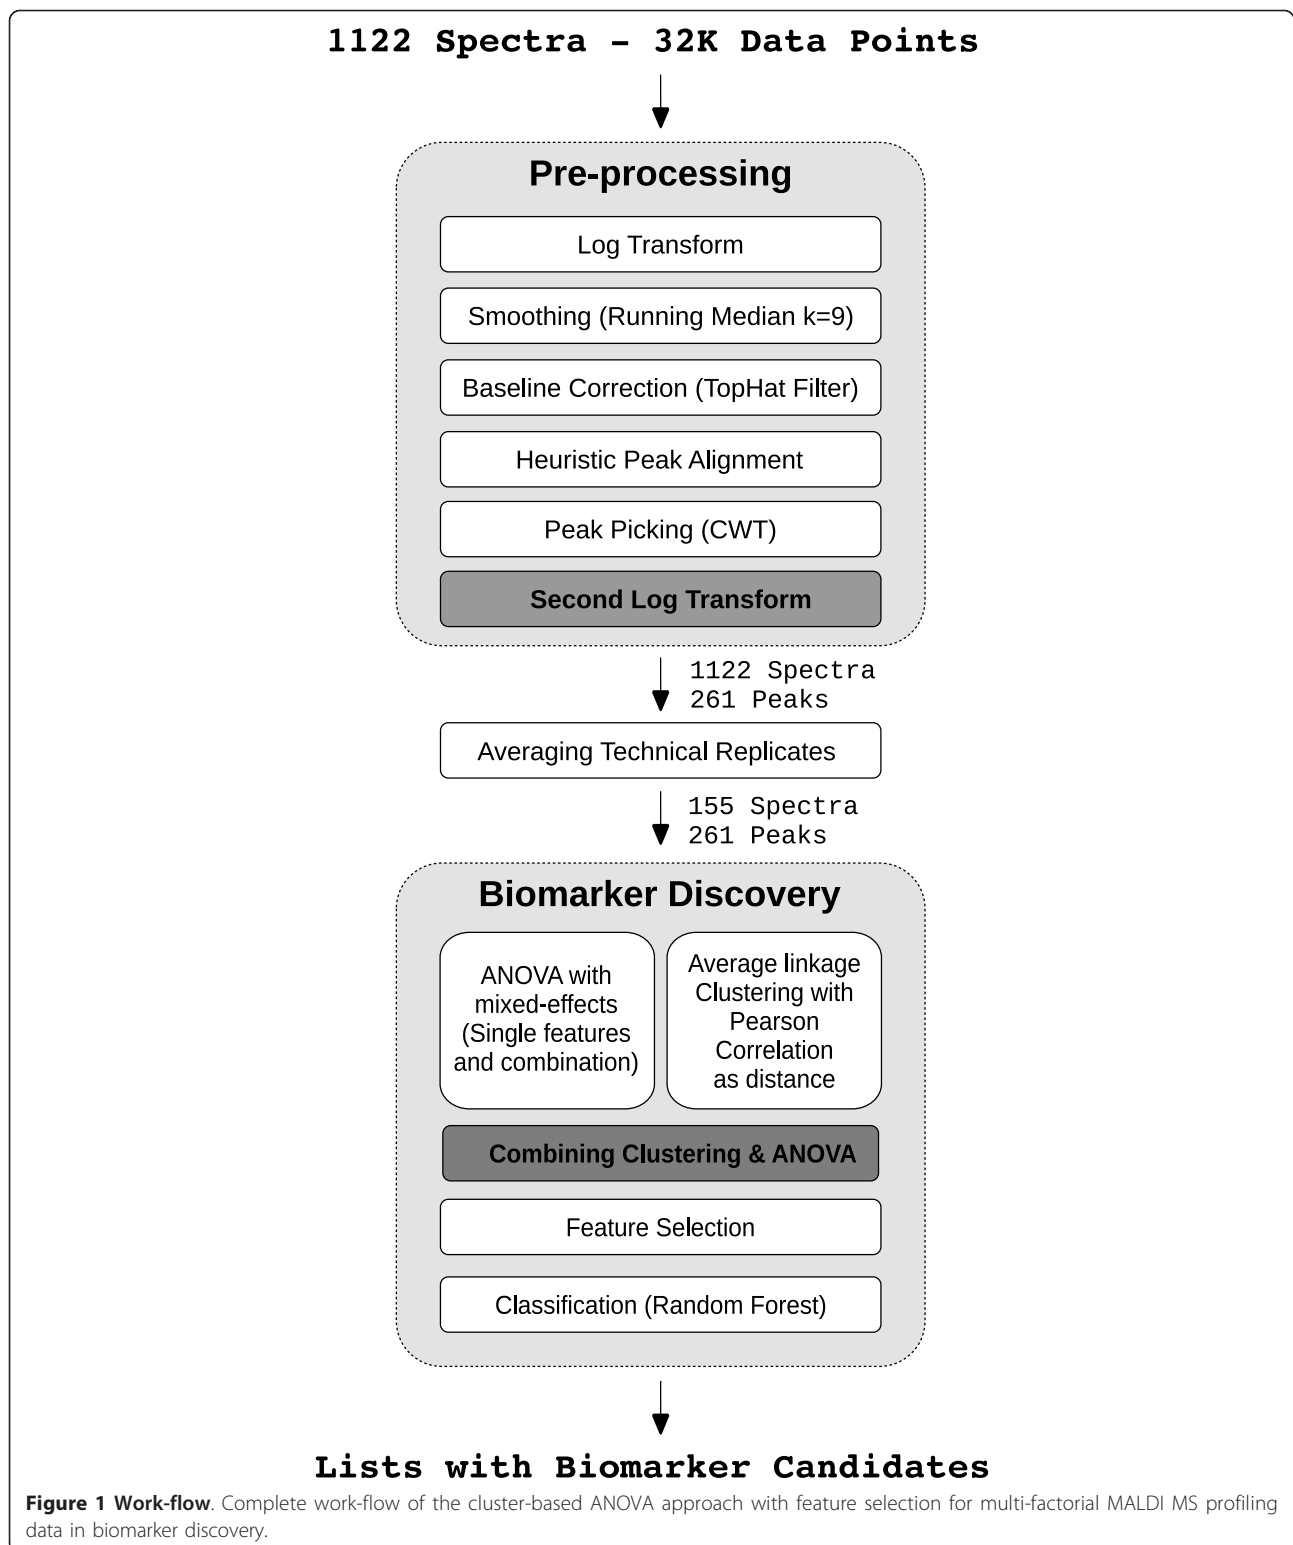 1122 Spectra – 32K Data Points
Pre-processing
Log Transform
Smoothing (Running Median k=9)
Baseline Correction (TopHat Filter)
Heuristic Peak Alignment
Peak Picking (CWT)
Second Log Transform
1122 Spectra
261 Peaks
Averaging Technical Replicates
155 Spectra
261 Peaks
Biomarker Discovery
ANOVA with
mixed-effects
(Single features
and combination)
Average linkage
Clustering with
Pearson
Correlation
as distance
Combining Clustering & ANOVA
Feature Selection
Classification (Random Forest)
Lists with Biomarker Candidates
Figure 1 Work-flow. Complete work-flow of the cluster-based ANOVA approach with feature selection for multi-factorial MALDI MS profiling
data in biomarker discovery.